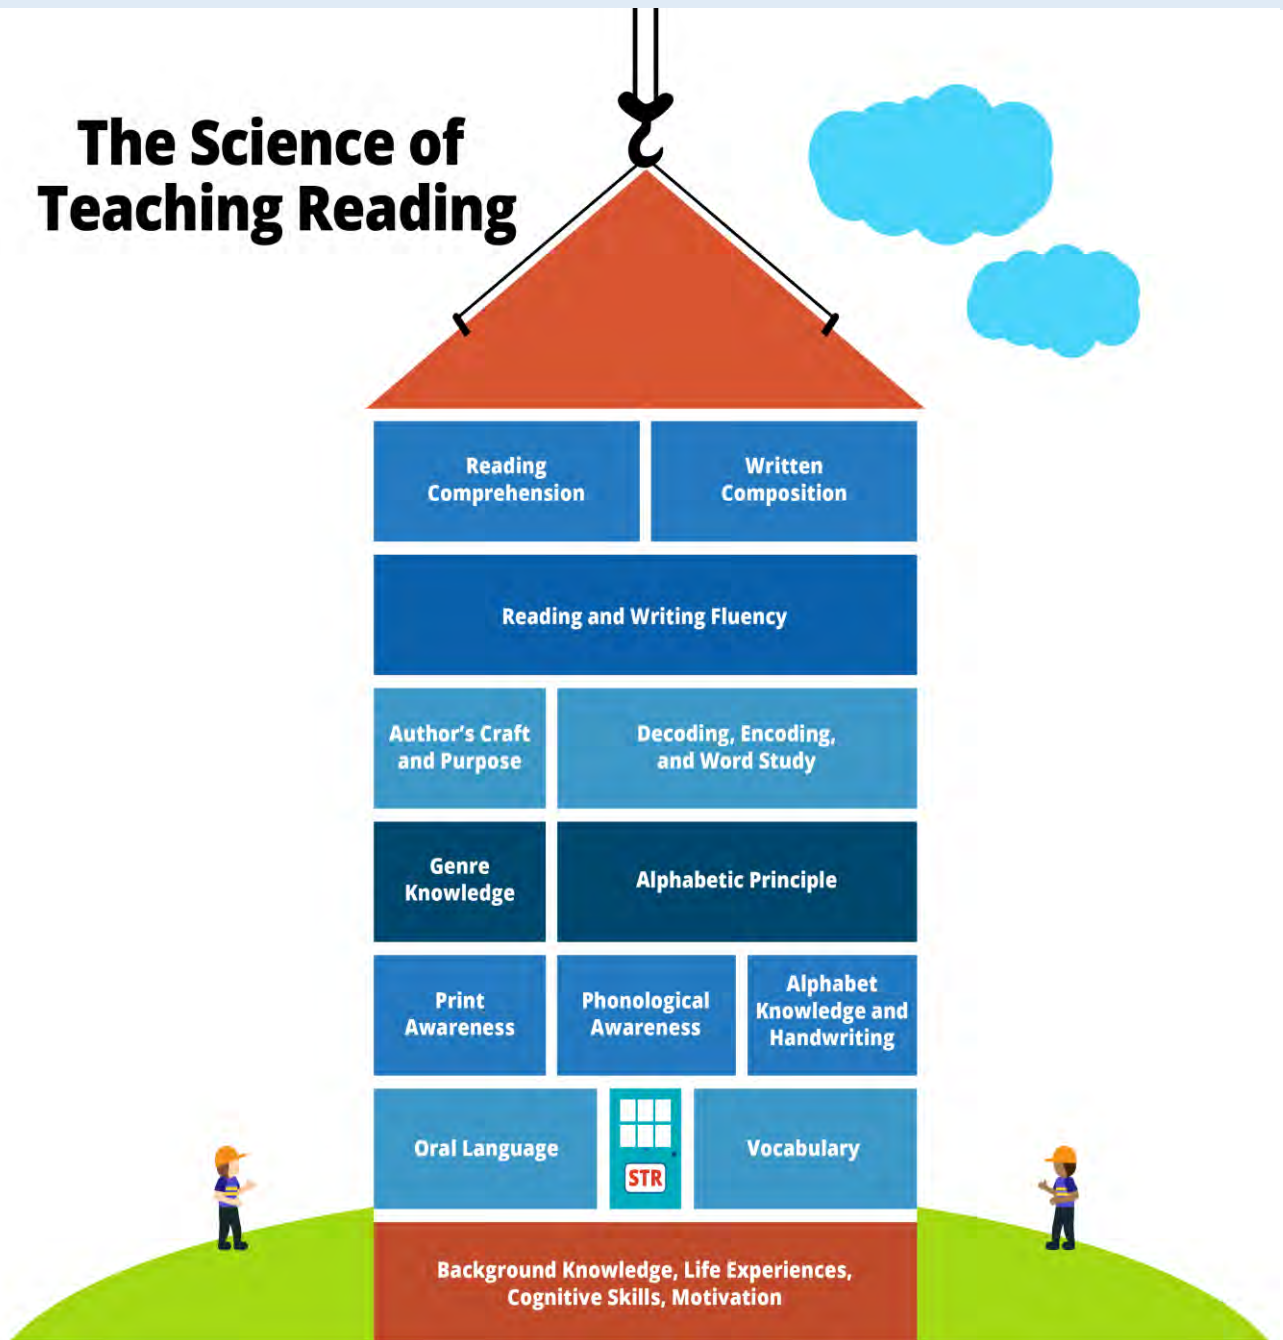 The Science of
Teaching Reading
Reading
Comprehension
Written
Composition
Reading and Writing Fluency
Author's Craft
and Purpose
Decoding, Encoding,
and Word Study
Genre
Knowledge
Alphabetic Principle
Print
Awareness
Phonological
Awareness
Alphabet
Knowledge and
Handwriting
Oral Language
STR
Vocabulary
Background Knowledge, Life Experiences,
Cognitive Skills, Motivation